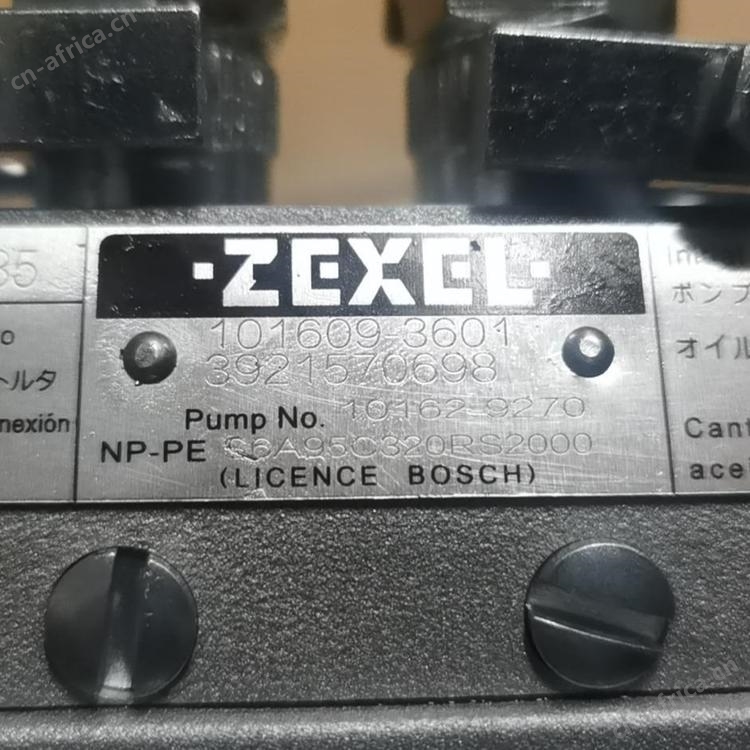 cn-africa.cn
35
·ZEXEL·
101609-3601
3921570698
Pump No. 10162-9270
NP-PE S6A95C320RS2000
(LICENCE BOSCH)
トルタ
nexión
ポンプ
オイル
Cant
acei